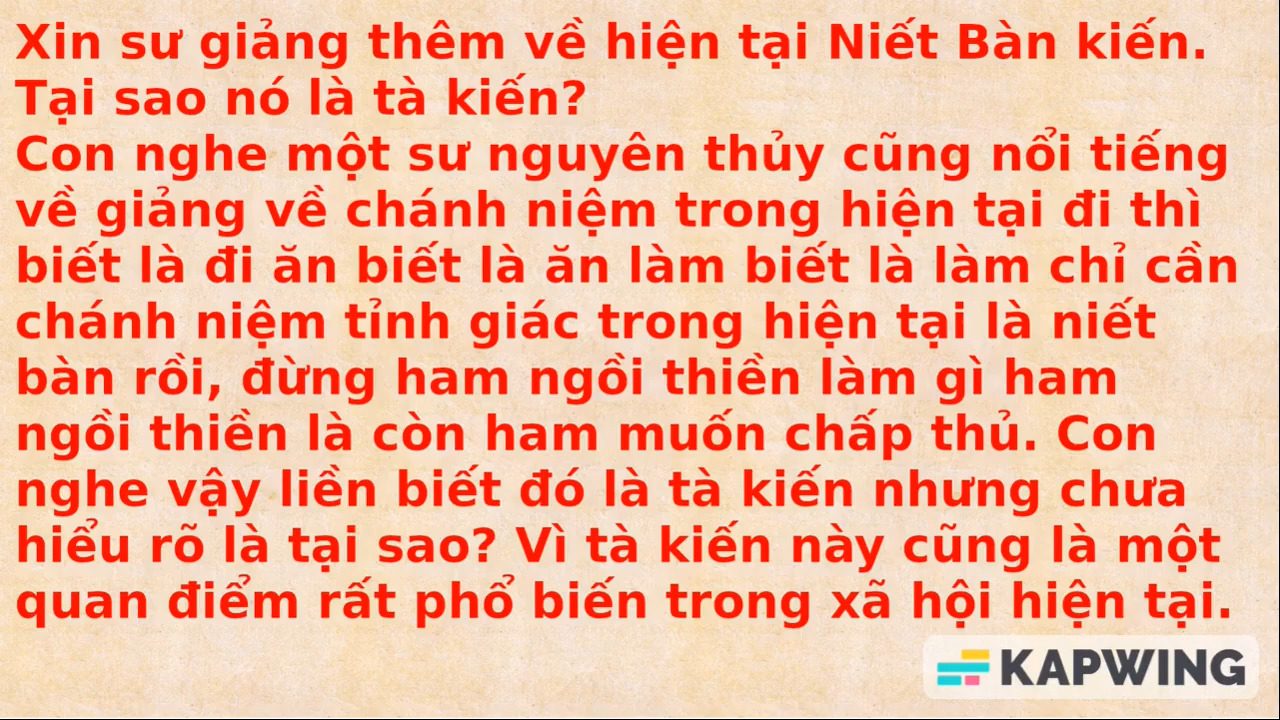 Xin sư giảng thêm về hiện tại Niết Bàn kiến.
Tại sao nó là tà kiến?
Con nghe một sư nguyên thủy cũng nổi tiếng
về giảng về chánh niệm trong hiện tại đi thì
biết là đi ăn biết là ăn làm biết là làm chỉ cần
chánh niệm tỉnh giác trong hiện tại là niết
bàn rồi, đừng ham ngồi thiền làm gì ham
ngồi thiền là còn ham muốn chấp thủ. Con
nghe vậy liền biết đó là tà kiến nhưng chưa
hiểu rõ là tại sao? Vì tà kiến này cũng là một
quan điểm rất phổ biến trong xã hội hiện tại.
KAPWING